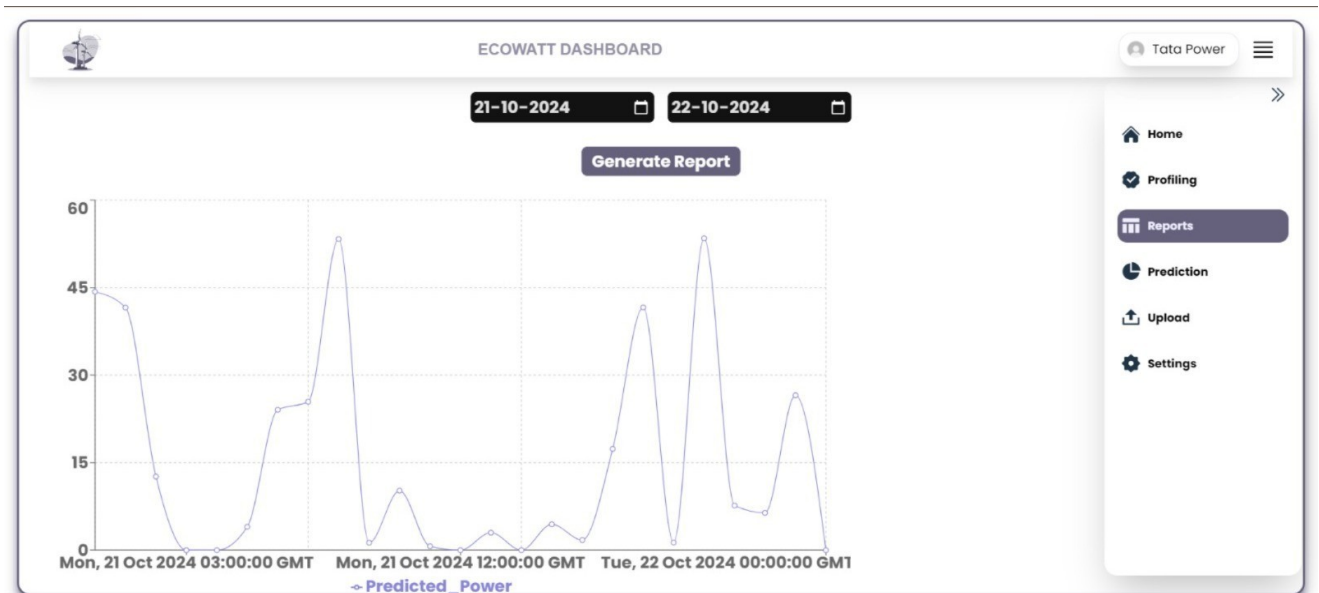 ECOWATT DASHBOARD
Tata Power
21-10-2024
22-10-2024
Generate Report
Home
Profiling
Reports
Prediction
Upload
Settings
60
45
30
15
0
Mon, 21 Oct 2024 03:00:00 GMT
Mon, 21 Oct 2024 12:00:00 GMT
Tue, 22 Oct 2024 00:00:00 GMT
Predicted_Power